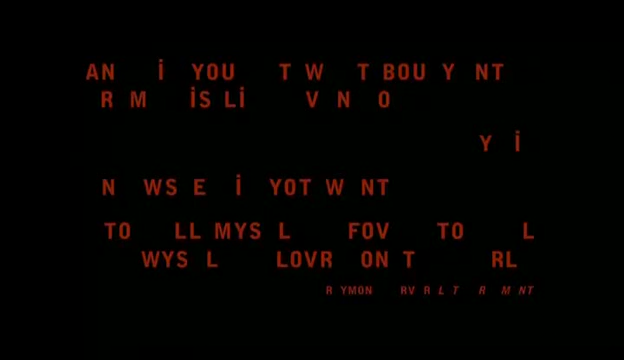 AN İ YOU T W T BOU Y NT
R M İS Lİ V N O
Y İ
N WS E İ YOT W NT
TO LL MYS L FOV TO L
WYS L LOVR ON T RL
R YMON RV R L T R M NT